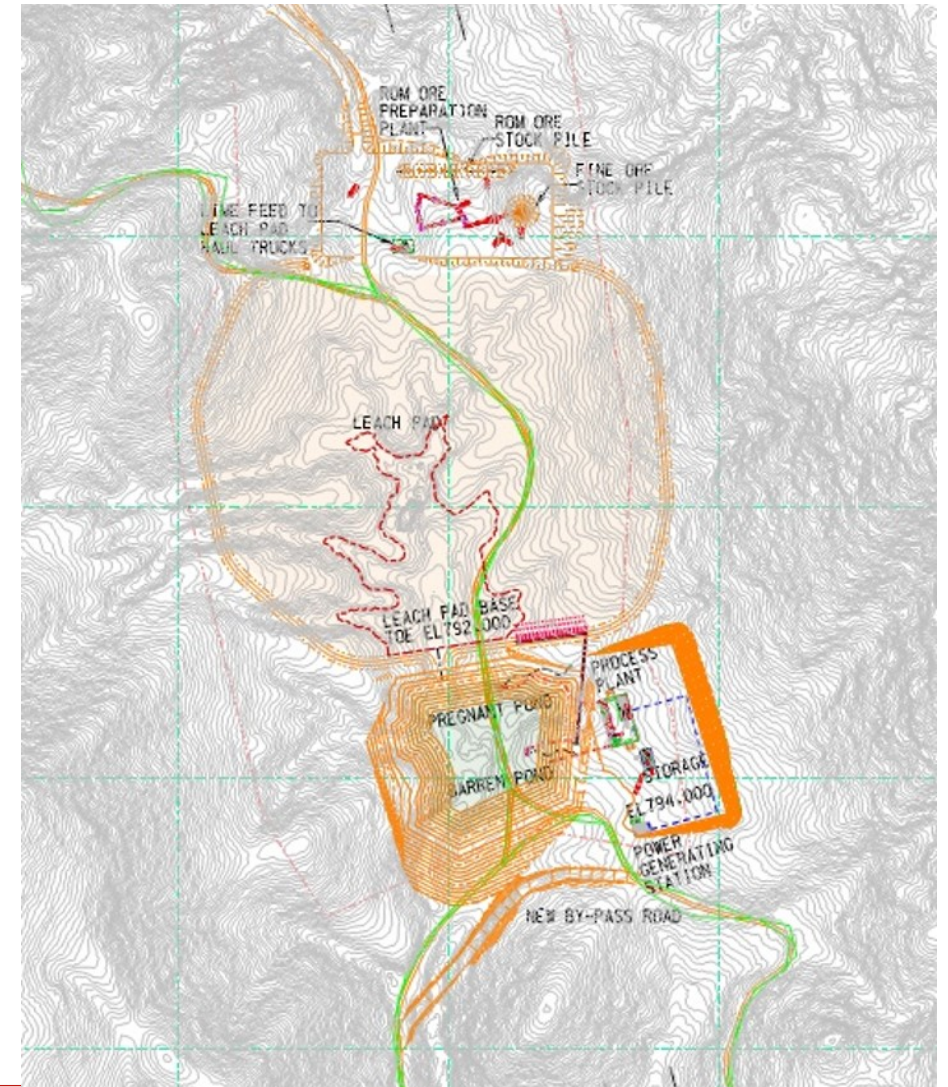 ROM ORE
PREPARATION
PLANT
ROM ORE
STOCK PILE
FINE ORE
STOCK PILE
LIME FEED TO
LEACH PAD
HAUL TRUCKS
LEACH PAD
LEACH PAD BASE
TOE EL792.000
PROCESS
PLANT
PREGNANT POND
BARREN POND
STORAGE
EL794.000
POWER
GENERATING
STATION
NEW BY-PASS ROAD